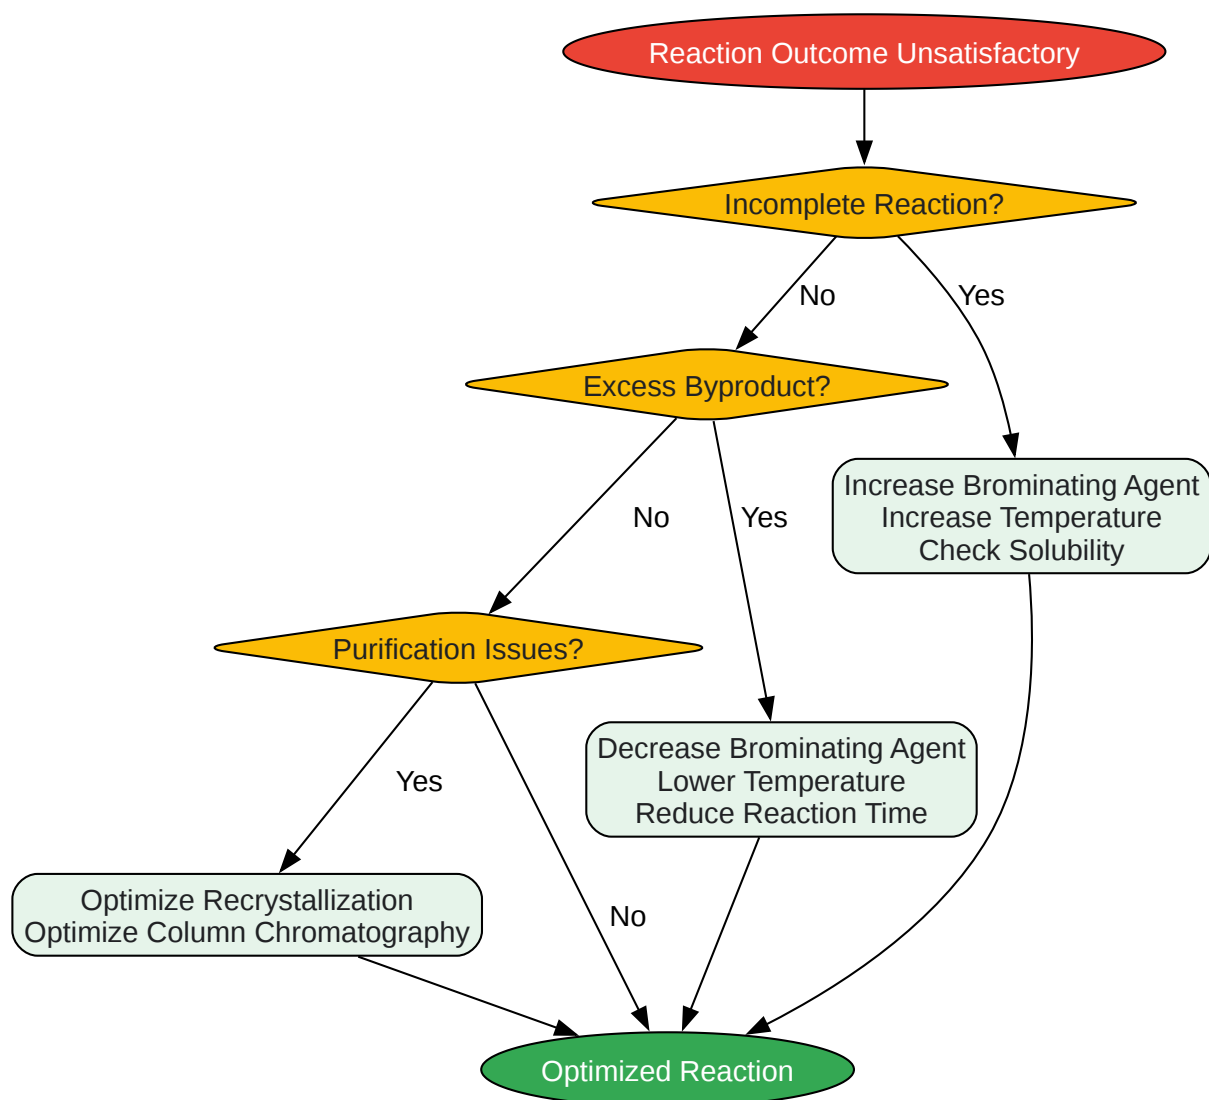 Reaction Outcome Unsatisfactory
Incomplete Reaction?
No
Yes
Excess Byproduct?
Increase Brominating Agent
Increase Temperature
Check Solubility
No
Yes
Purification Issues?
Decrease Brominating Agent
Lower Temperature
Reduce Reaction Time
Yes
Optimize Recrystallization
Optimize Column Chromatography
No
Optimized Reaction